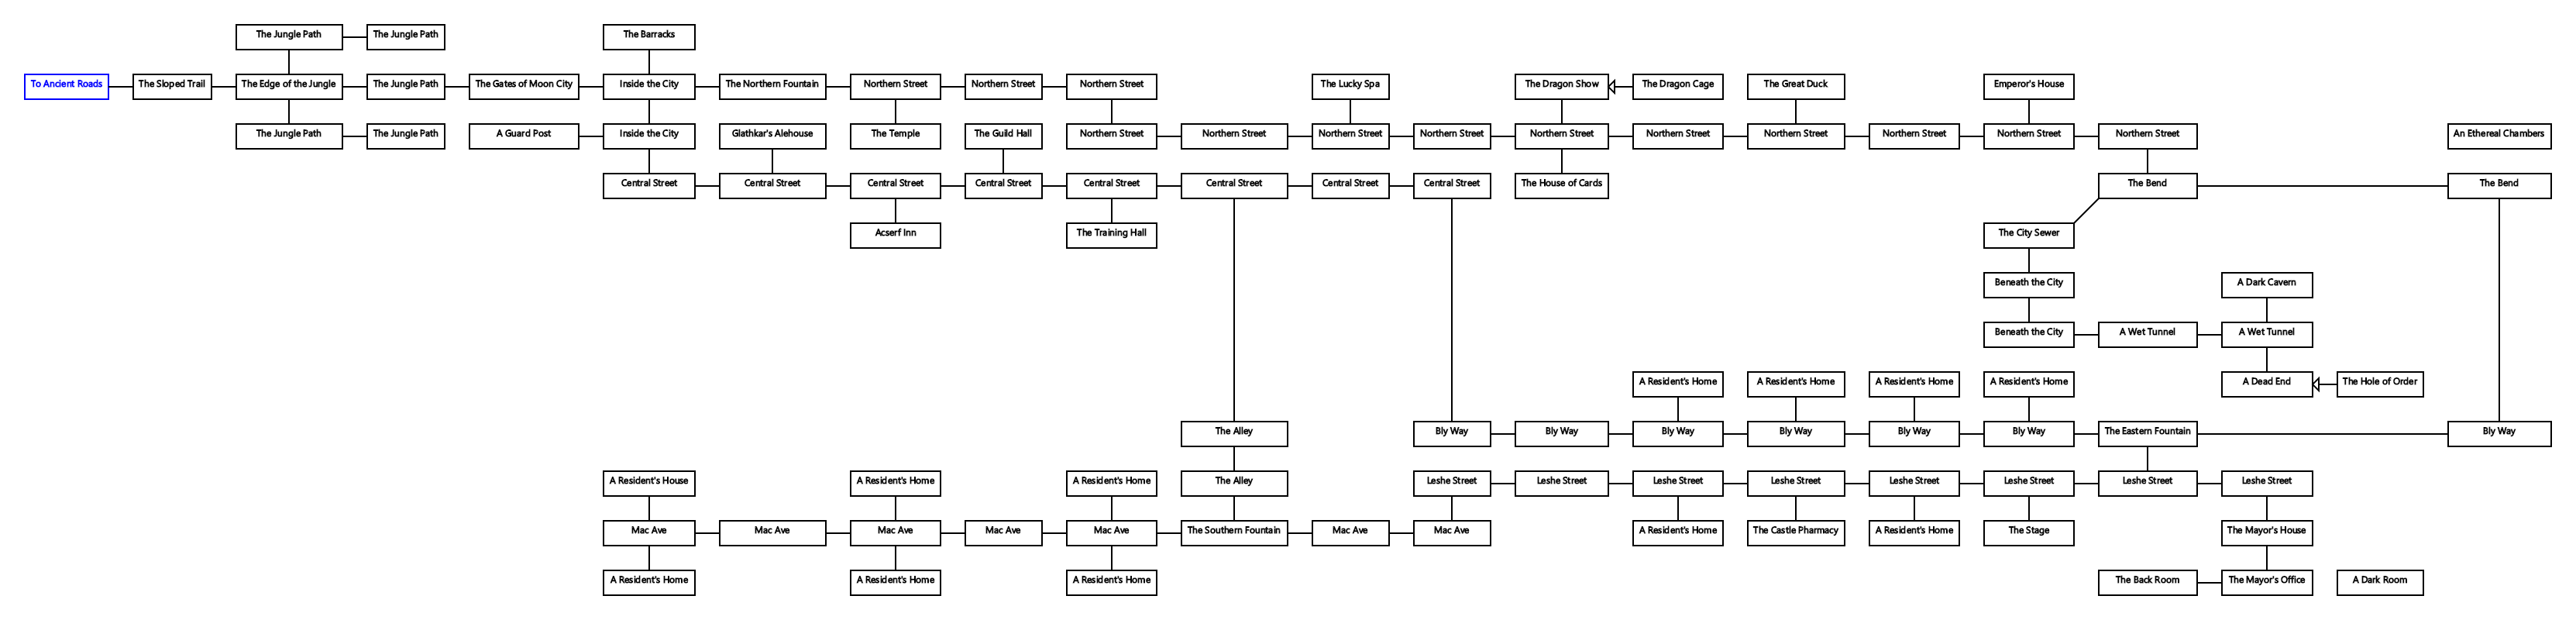 The Jungle Path
The Jungle Path
The Barracks
To Ancient Roads
The Sloped Trail
The Edge of the Jungle
The Jungle Path
The Gates of Moon City
Inside the City
The Northern Fountain
Northern Street
Northern Street
Northern Street
The Lucky Spa
The Dragon Show
The Dragon Cage
The Great Duck
Emperor's House
The Jungle Path
The Jungle Path
A Guard Post
Inside the City
Glathkar's Alehouse
The Temple
The Guild Hall
Northern Street
Northern Street
Northern Street
Northern Street
Northern Street
Northern Street
Northern Street
Northern Street
Northern Street
Northern Street
An Ethereal Chambers
Central Street
Central Street
Central Street
Central Street
Central Street
Central Street
Central Street
Central Street
The House of Cards
The Bend
The Bend
Acserf Inn
The Training Hall
The City Sewer
Beneath the City
A Dark Cavern
Beneath the City
A Wet Tunnel
A Wet Tunnel
A Resident's Home
A Resident's Home
A Resident's Home
A Resident's Home
A Dead End
The Hole of Order
The Alley
Bly Way
Bly Way
Bly Way
Bly Way
Bly Way
Bly Way
The Eastern Fountain
Bly Way
A Resident's House
A Resident's Home
A Resident's Home
The Alley
Leshe Street
Leshe Street
Leshe Street
Leshe Street
Leshe Street
Leshe Street
Leshe Street
Leshe Street
Mac Ave
Mac Ave
Mac Ave
Mac Ave
Mac Ave
The Southern Fountain
Mac Ave
Mac Ave
A Resident's Home
The Castle Pharmacy
A Resident's Home
The Stage
The Mayor's House
A Resident's Home
A Resident's Home
A Resident's Home
The Back Room
The Mayor's Office
A Dark Room